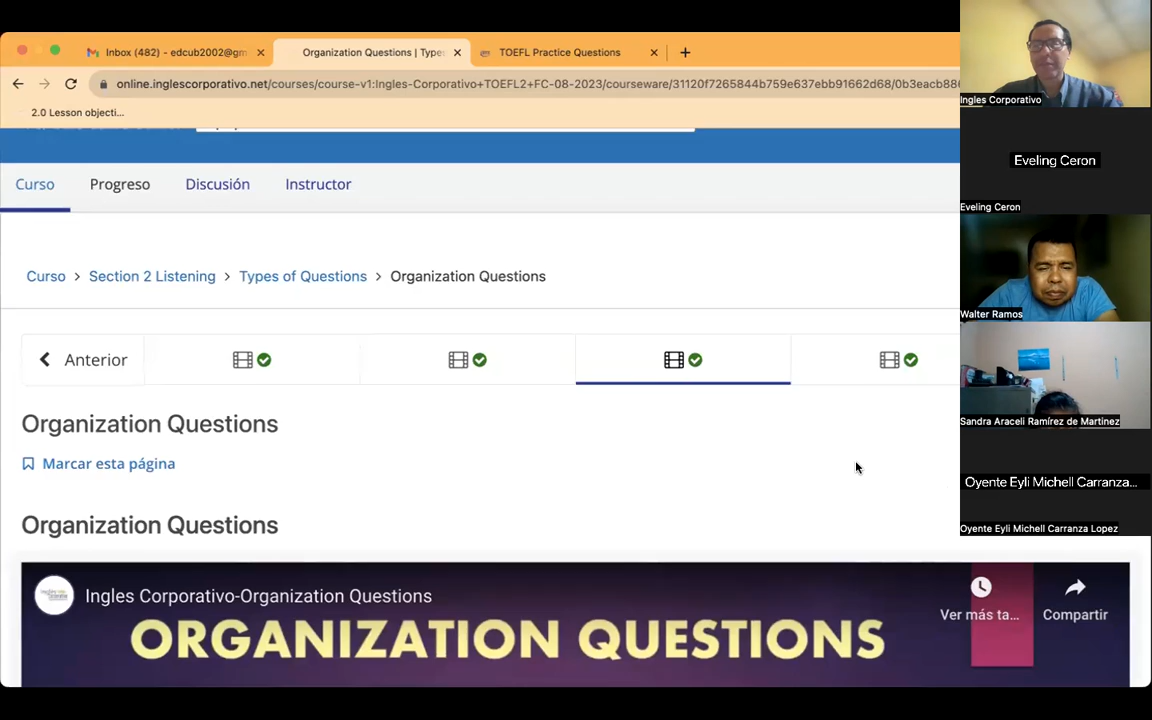 Inbox (482) - edcub2002@gm
Organization Questions | Type
TOEFL Practice Questions
online.inglescorporativo.net/courses/course-v1:Ingles-Corporativo+TOEFL2+FC-08-2023/courseware/31120f7265844b759e637ebb91662d68/0b3eacb88
2.0 Lesson objecti...
Curso
Progreso
Discusión
Instructor
Curso > Section 2 Listening > Types of Questions > Organization Questions
Anterior
Organization Questions
Marcar esta página
Organization Questions
Ingles Corporativo-Organization Questions
Ver más ta...
Compartir
ORGANIZATION QUESTIONS
Ingles Corporativo
Eveling Ceron
Eveling Ceron
Walter Ramos
Sandra Araceli Ramírez de Martinez
Oyente Eyli Michell Carranza...
Oyente Eyli Michell Carranza Lopez